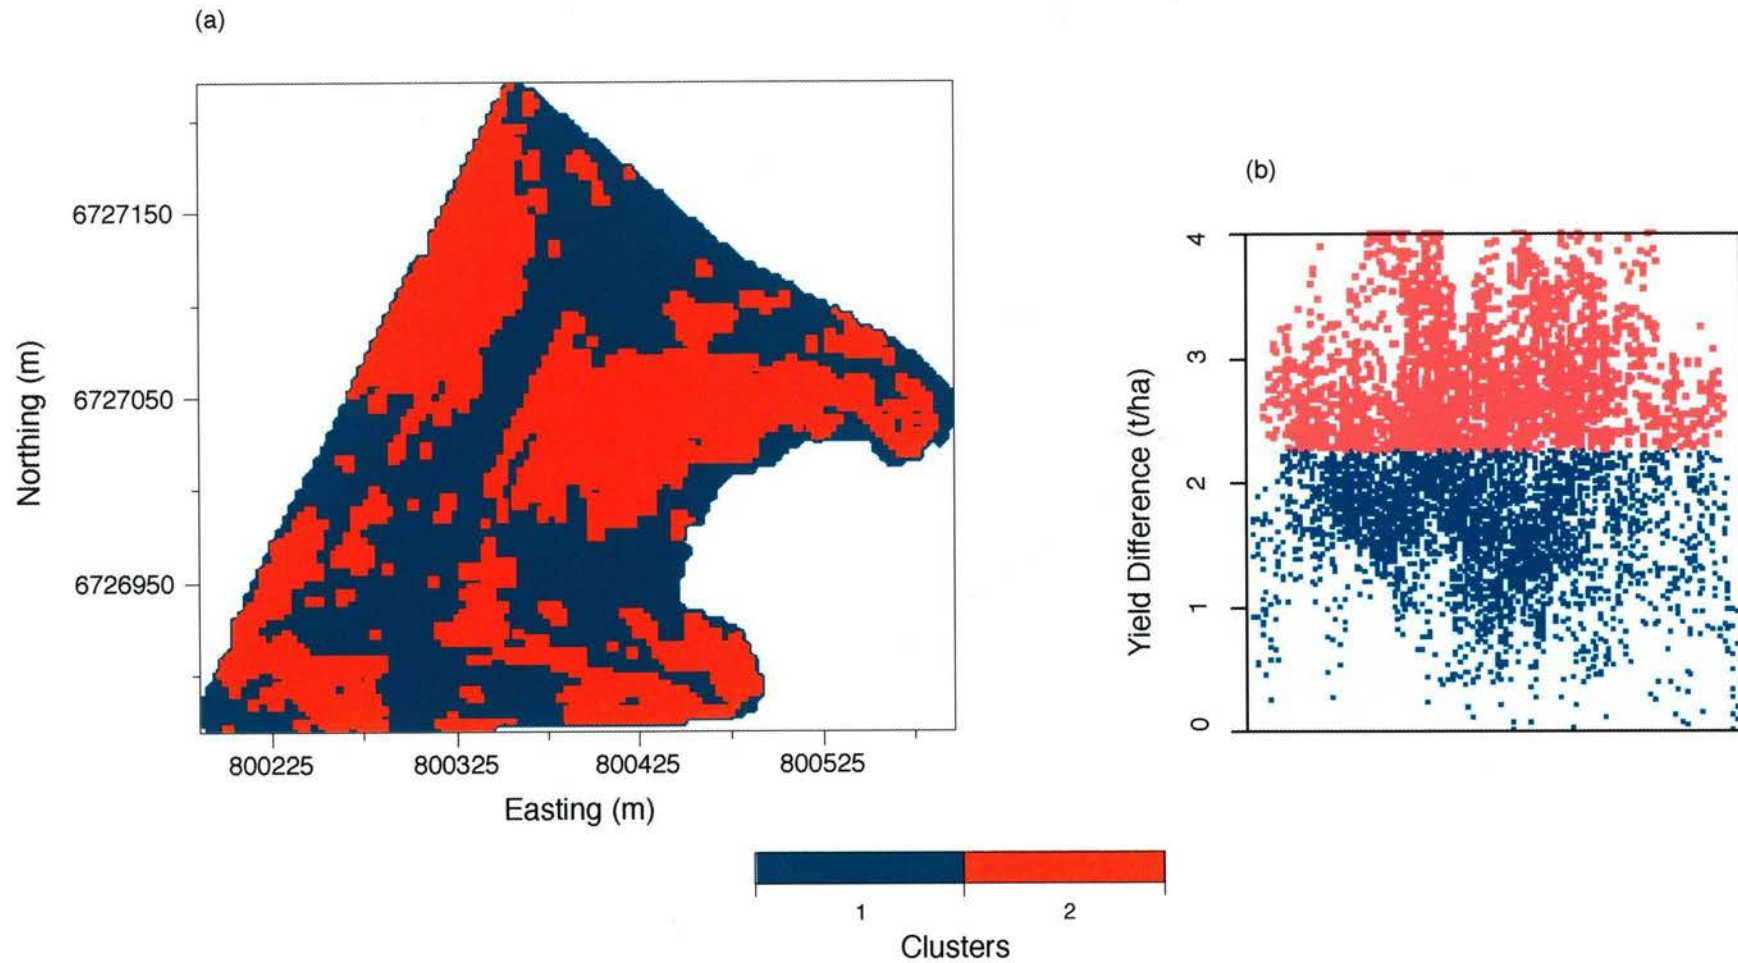 (a)
Northing (m)
6727150
6727050
6726950
800225 800325 800425 800525
Easting (m)
(b)
Yield Difference (t/ha)
4
3
2
1
0
1 2
Clusters